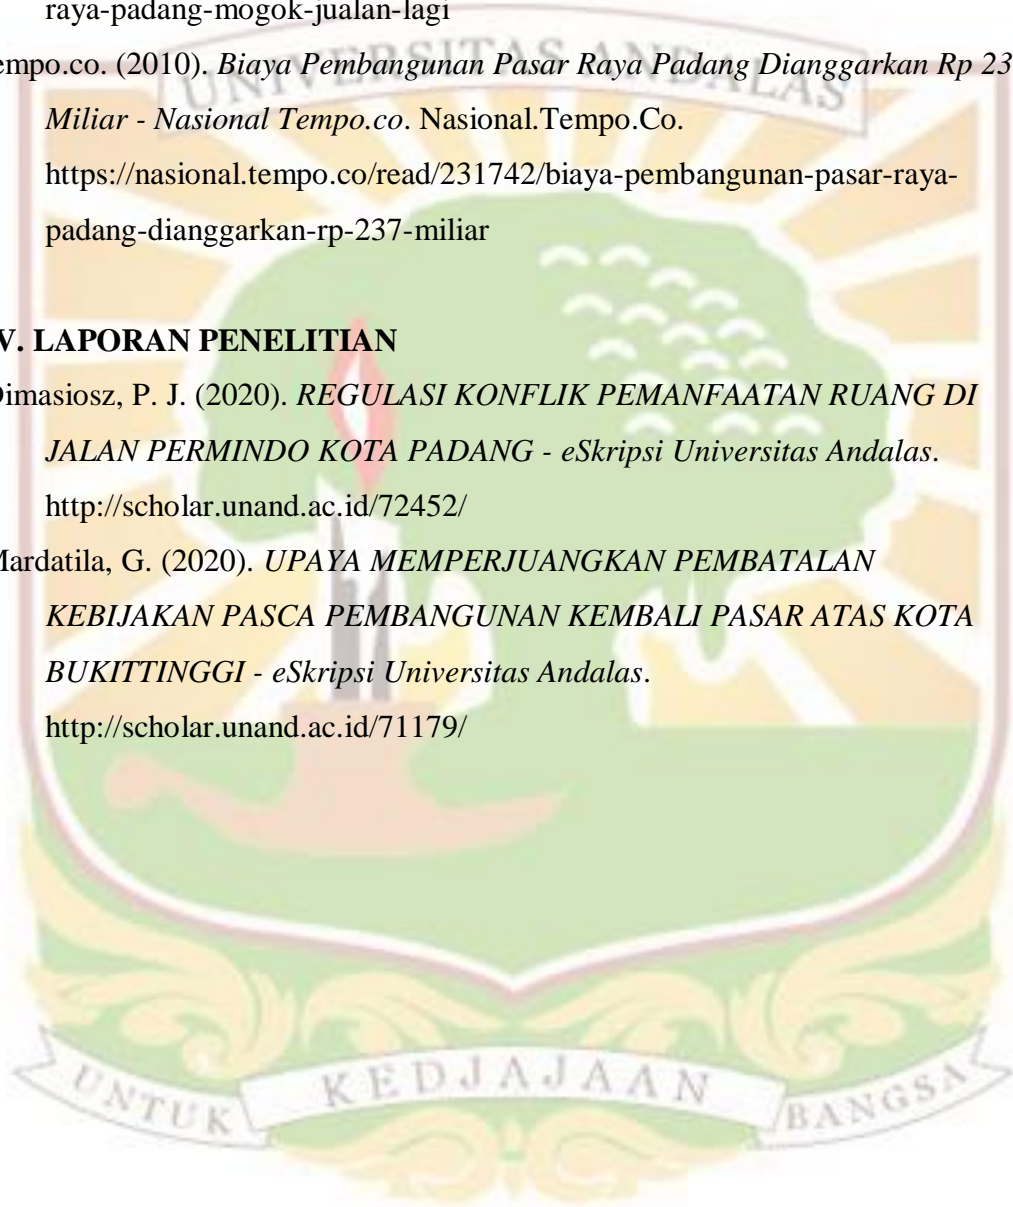 raya-padang-mogok-jualan-lagi
empo.co. (2010). Biaya Pembangunan Pasar Raya Padang Dianggarkan Rp 23
Miliar - Nasional Tempo.co. Nasional.Tempo.Co.
https://nasional.tempo.co/read/231742/biaya-pembangunan-pasar-raya-
padang-dianggarkan-rp-237-miliar
V. LAPORAN PENELITIAN
Dimasiosz, P. J. (2020). REGULASI KONFLIK PEMANFAATAN RUANG DI
JALAN PERMINDO KOTA PADANG - eSkripsi Universitas Andalas.
http://scholar.unand.ac.id/72452/
Mardatila, G. (2020). UPAYA MEMPERJUANGKAN PEMBATALAN
KEBIJAKAN PASCA PEMBANGUNAN KEMBALI PASAR ATAS KOTA
BUKITTINGGI - eSkripsi Universitas Andalas.
http://scholar.unand.ac.id/71179/
UNIVERSITAS ANDALAS
UNTUK KEDJAJAAN BANGSA